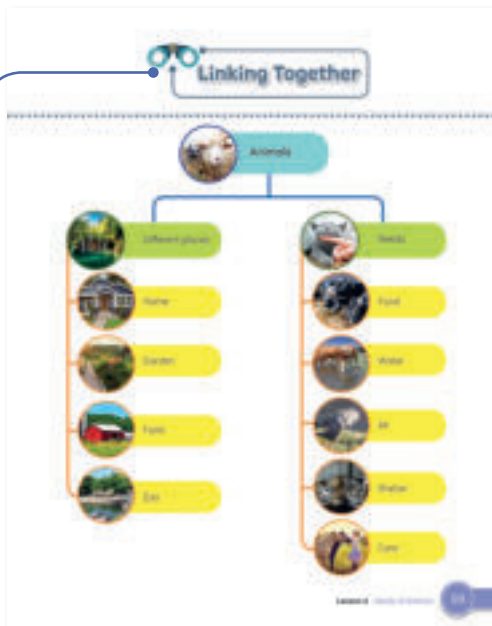 Linking Together
Animals
Different places
Home
Garden
Farm
Zoo
Needs
Food
Water
Air
Shelter
Care